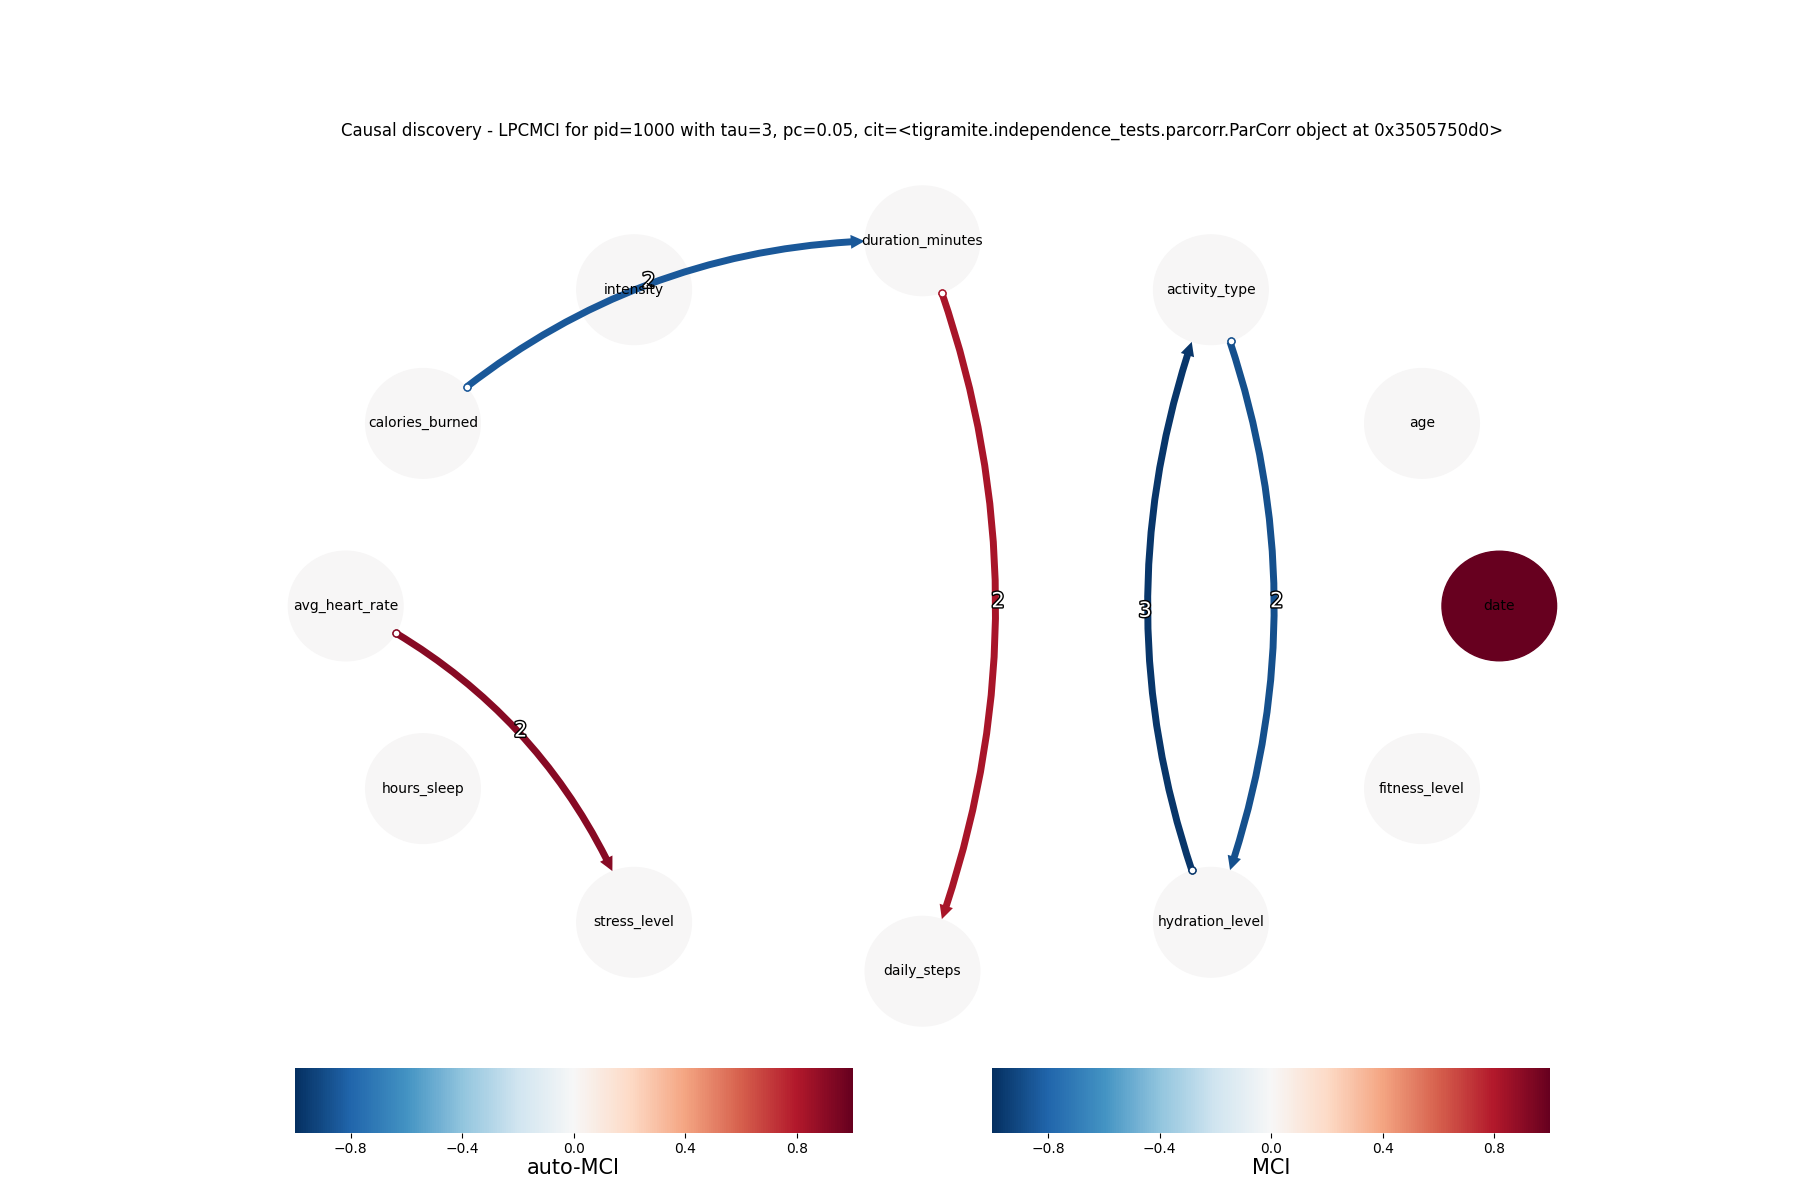 Causal discovery - LPCMCI for pid=1000 with tau=3, pc=0.05, cit=<tigramite.independence_tests.parcorr.ParCorr object at 0x3505750d0>
duration_minutes
intensity
2
activity_type
calories_burned
age
avg_heart_rate
2
3
2
date
2
hours_sleep
fitness_level
stress_level
hydration_level
daily_steps
−0.8 −0.4 0.0 0.4 0.8
auto-MCI
−0.8 −0.4 0.0 0.4 0.8
MCI